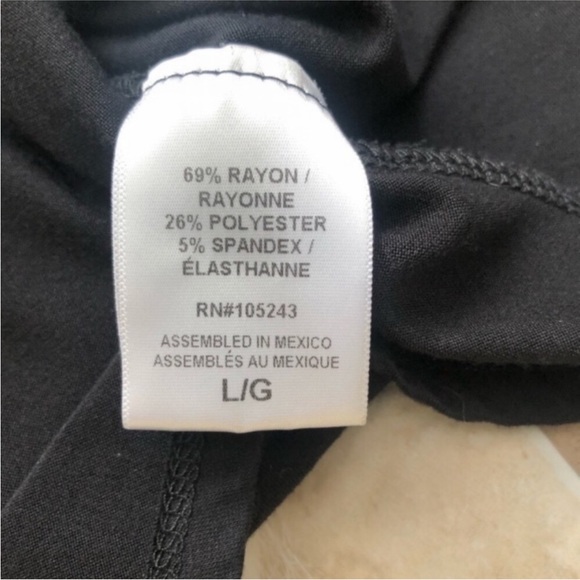 69% RAYON /
RAYONNE
26% POLYESTER
5% SPANDEX /
ÉLASTHANNE
RN#105243
ASSEMBLED IN MEXICO
ASSEMBLÉS AU MEXIQUE
L/G